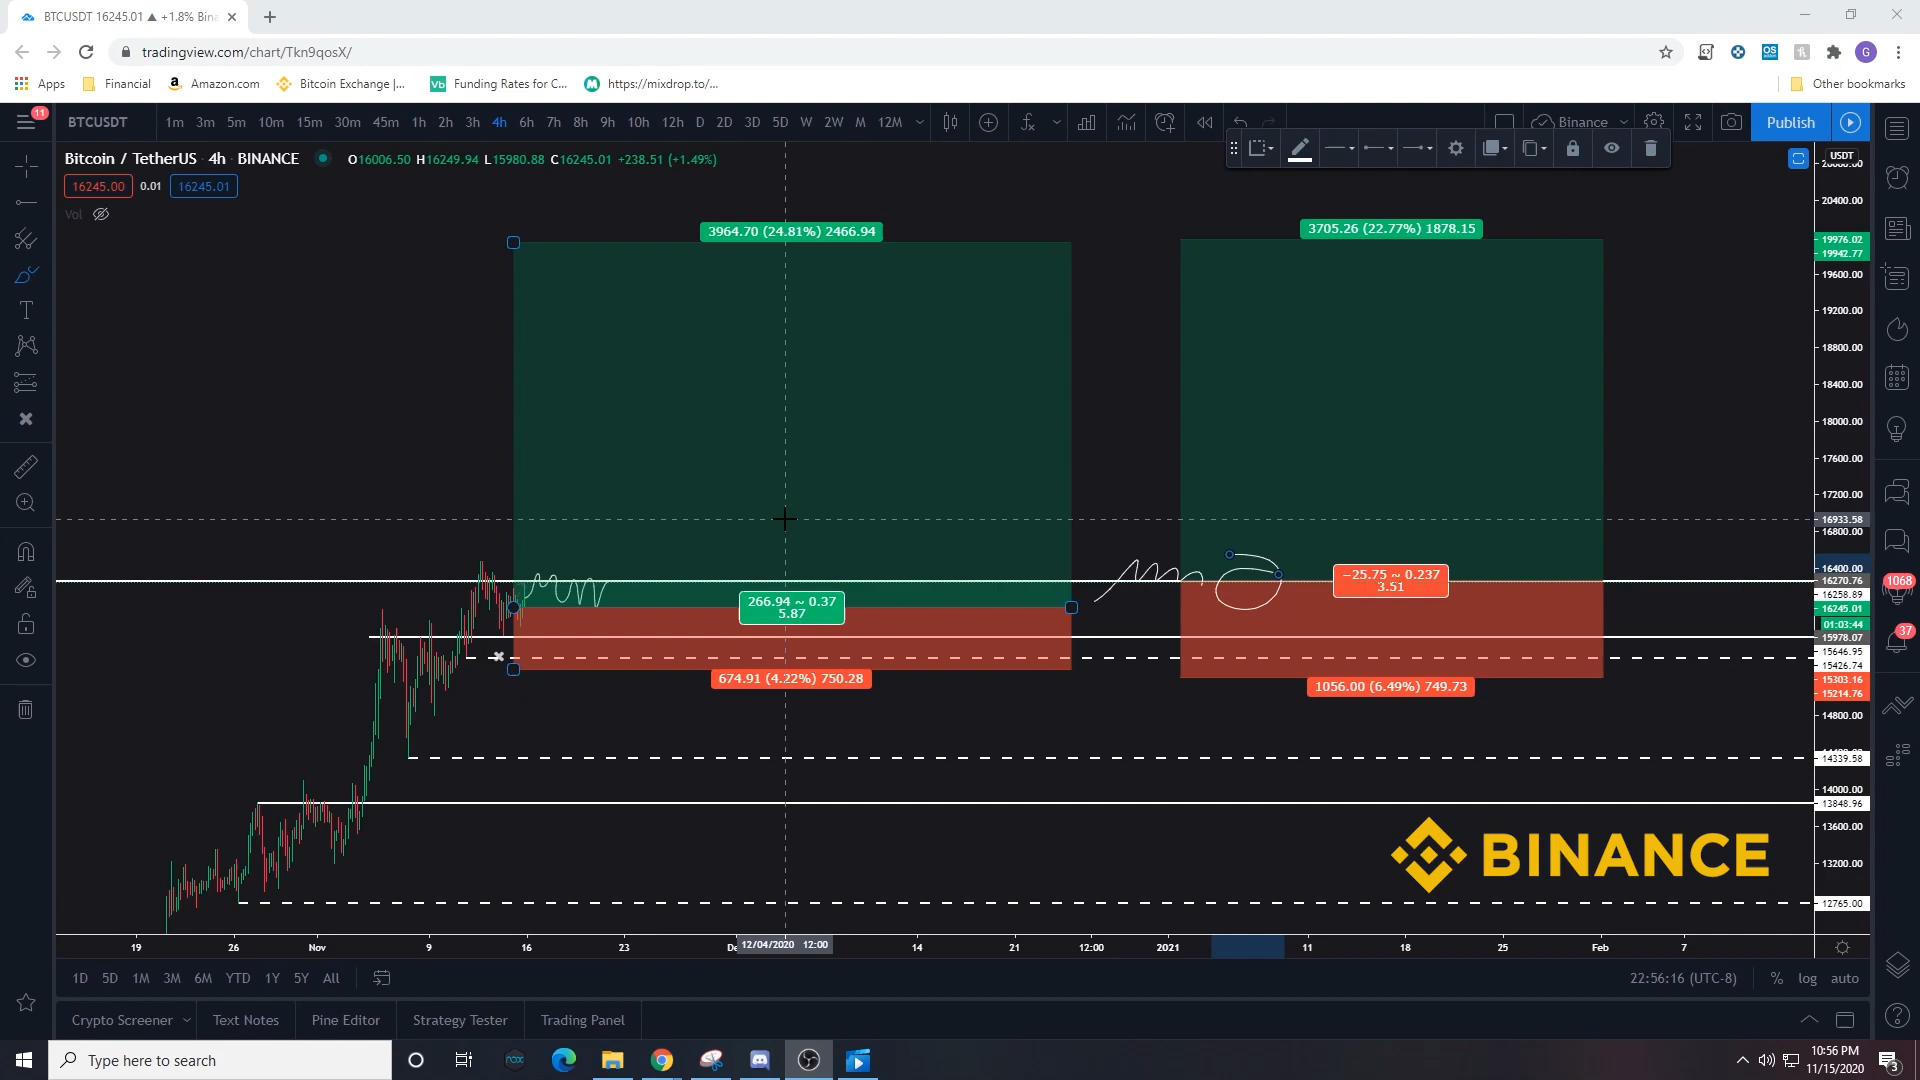 BTCUSDT 16245.01 ▲ +1.8% Bin
tradingview.com/chart/Tkn9qosX/
G
Apps Financial Amazon.com Bitcoin Exchange |... Vb Funding Rates for C... https://mixdrop.to/... Other bookmarks
11 BTCUSDT 1m 3m 5m 10m 15m 30m 45m 1h 2h 3h 4h 6h 7h 8h 9h 10h 12h D 2D 3D 5D W 2W M 12M Binance Publish
Bitcoin / TetherUS · 4h · BINANCE O16006.50 H16249.94 L15980.88 C16245.01 +238.51 (+1.49%)
16245.00 0.01 16245.01
Vol
USDT
20400.00
3964.70 (24.81%) 2466.94 3705.26 (22.77%) 1878.15
19976.02
19942.77
19600.00
19200.00
18800.00
18400.00
18000.00
17600.00
17200.00
16933.58
16800.00
16400.00
16270.76
16258.89
16245.01
01:03:44
15978.07
15646.95
15426.74
15303.16
15214.76
−25.75 ~ 0.237
3.51
266.94 ~ 0.37
5.87
674.91 (4.22%) 750.28 1056.00 (6.49%) 749.73
1068
37
14800.00
14339.58
14000.00
13848.96
13600.00
13200.00
12765.00
BINANCE
19 26 Nov 9 16 23 De 12/04/2020 12:00 14 21 12:00 2021 11 18 25 Feb 7
1D 5D 1M 3M 6M YTD 1Y 5Y All 22:56:16 (UTC-8) % log auto
Crypto Screener Text Notes Pine Editor Strategy Tester Trading Panel
Type here to search
10:56 PM
11/15/2020
3